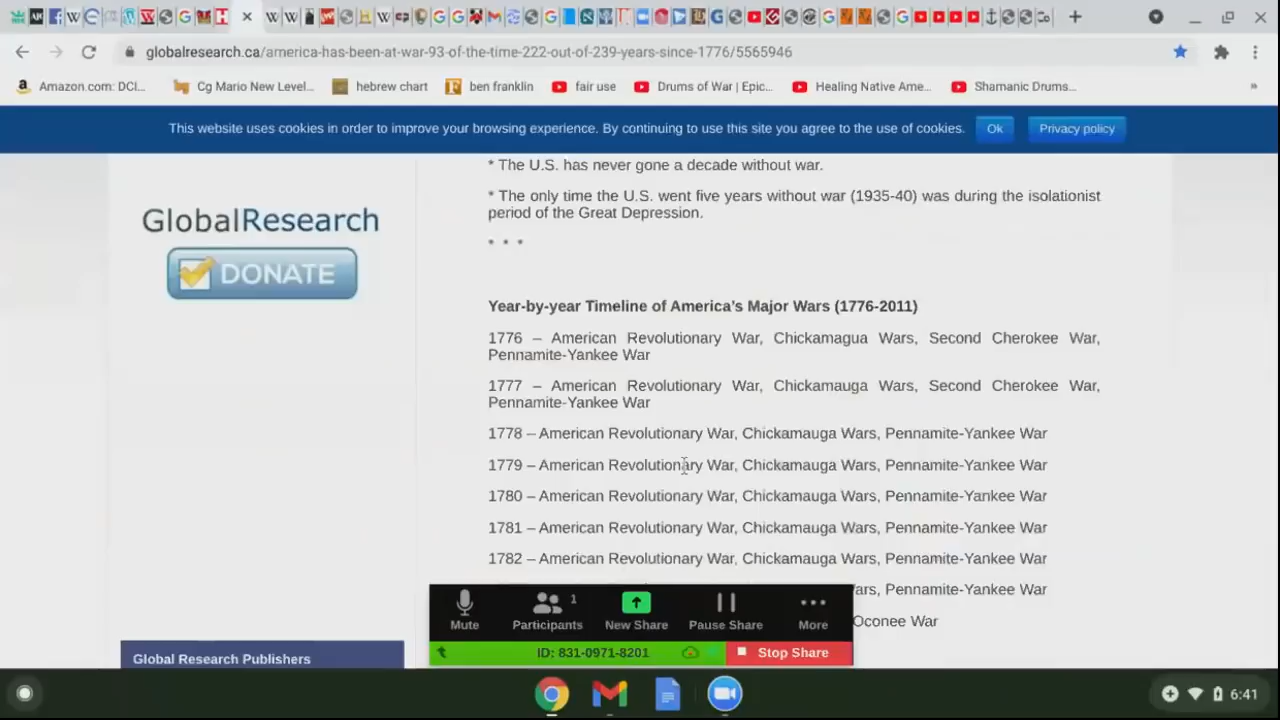 globalresearch.ca/america-has-been-at-war-93-of-the-time-222-out-of-239-years-since-1776/5565946
Amazon.com: DCI... Cg Mario New Level... hebrew chart ben franklin fair use Drums of War | Epic... Healing Native Ame... Shamanic Drums...
This website uses cookies in order to improve your browsing experience. By continuing to use this site you agree to the use of cookies. Ok Privacy policy
* The U.S. has never gone a decade without war.
* The only time the U.S. went five years without war (1935-40) was during the isolationist
period of the Great Depression.
* * *
GlobalResearch
DONATE
Year-by-year Timeline of America's Major Wars (1776-2011)
1776 – American Revolutionary War, Chickamagua Wars, Second Cherokee War,
Pennamite-Yankee War
1777 – American Revolutionary War, Chickamauga Wars, Second Cherokee War,
Pennamite-Yankee War
1778 – American Revolutionary War, Chickamauga Wars, Pennamite-Yankee War
1779 – American Revolutionary War, Chickamauga Wars, Pennamite-Yankee War
1780 – American Revolutionary War, Chickamauga Wars, Pennamite-Yankee War
1781 – American Revolutionary War, Chickamauga Wars, Pennamite-Yankee War
1782 – American Revolutionary War, Chickamauga Wars, Pennamite-Yankee War
Wars, Pennamite-Yankee War
Oconee War
Mute Participants 1 New Share Pause Share More
ID: 831-0971-8201 Stop Share
Global Research Publishers
6:41